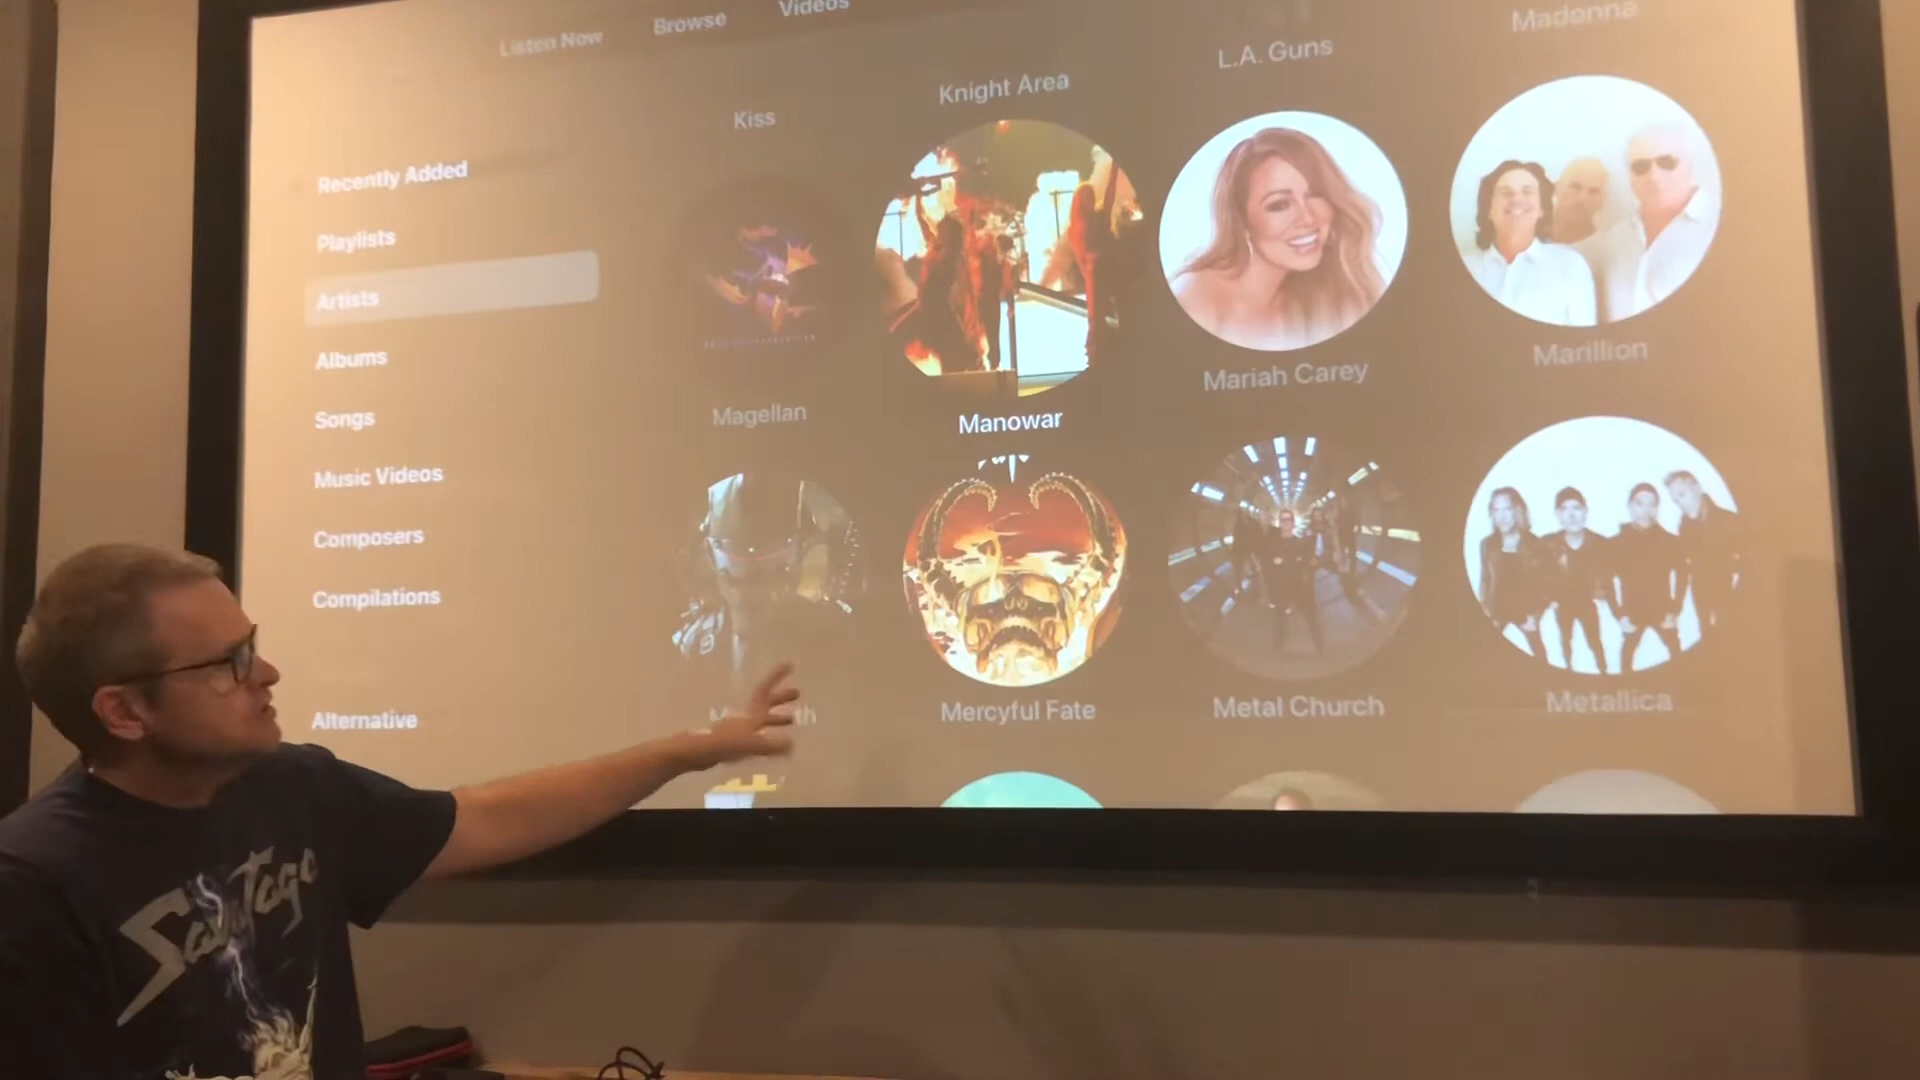 Listen Now
Browse
Videos
Recently Added
Playlists
Artists
Albums
Songs
Music Videos
Composers
Compilations
Alternative
Kiss
Knight Area
L.A. Guns
Madonna
Magellan
Manowar
Mariah Carey
Marillion
Mercyful Fate
Metal Church
Metallica
Savatage